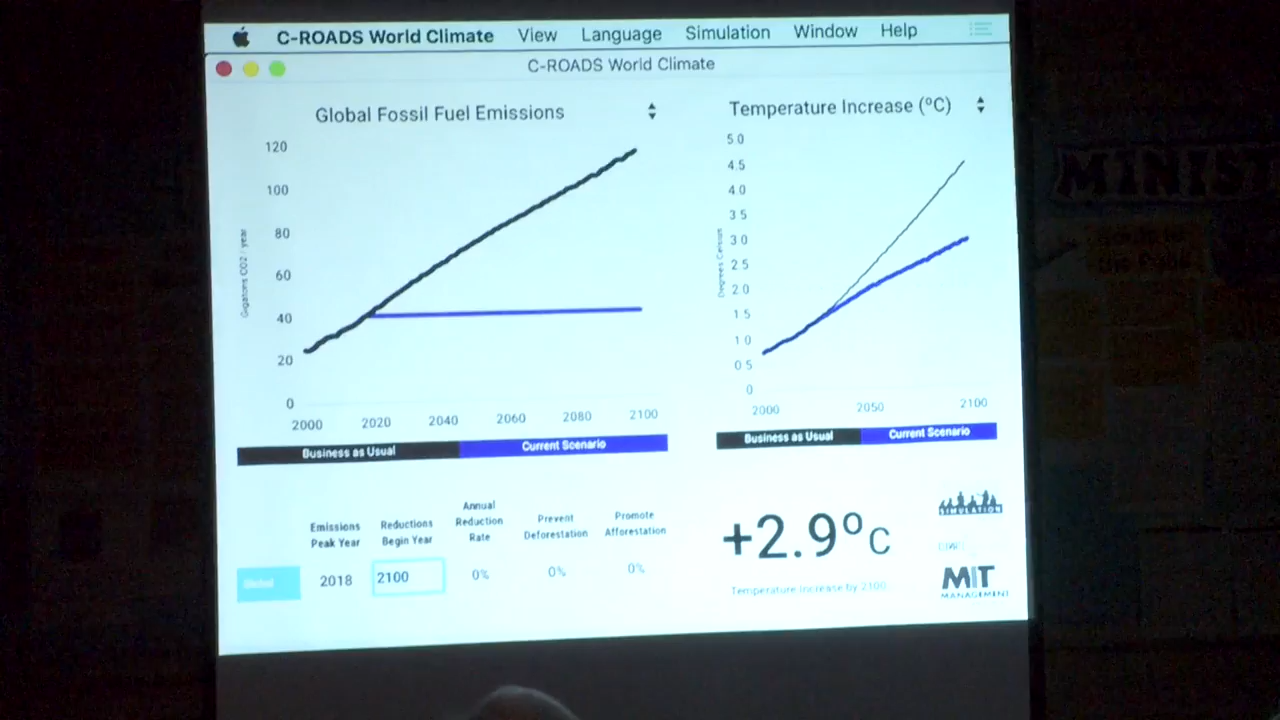 C-ROADS World Climate View Language Simulation Window Help
C-ROADS World Climate
Global Fossil Fuel Emissions
120
100
80
60
40
20
0
Gigatons CO2 / year
2000 2020 2040 2060 2080 2100
Business as Usual Current Scenario
Temperature Increase (ºC)
5.0
4.5
4.0
3.5
3.0
2.5
2.0
1.5
1.0
0.5
0
Degrees Celsius
2000 2050 2100
Business as Usual Current Scenario
Emissions Peak Year
Reductions Begin Year
Annual Reduction Rate
Prevent Deforestation
Promote Afforestation
Global 2018 2100 0% 0% 0%
+2.9ºC
Temperature Increase by 2100
SIMULATION
MIT
MANAGEMENT
MINIST